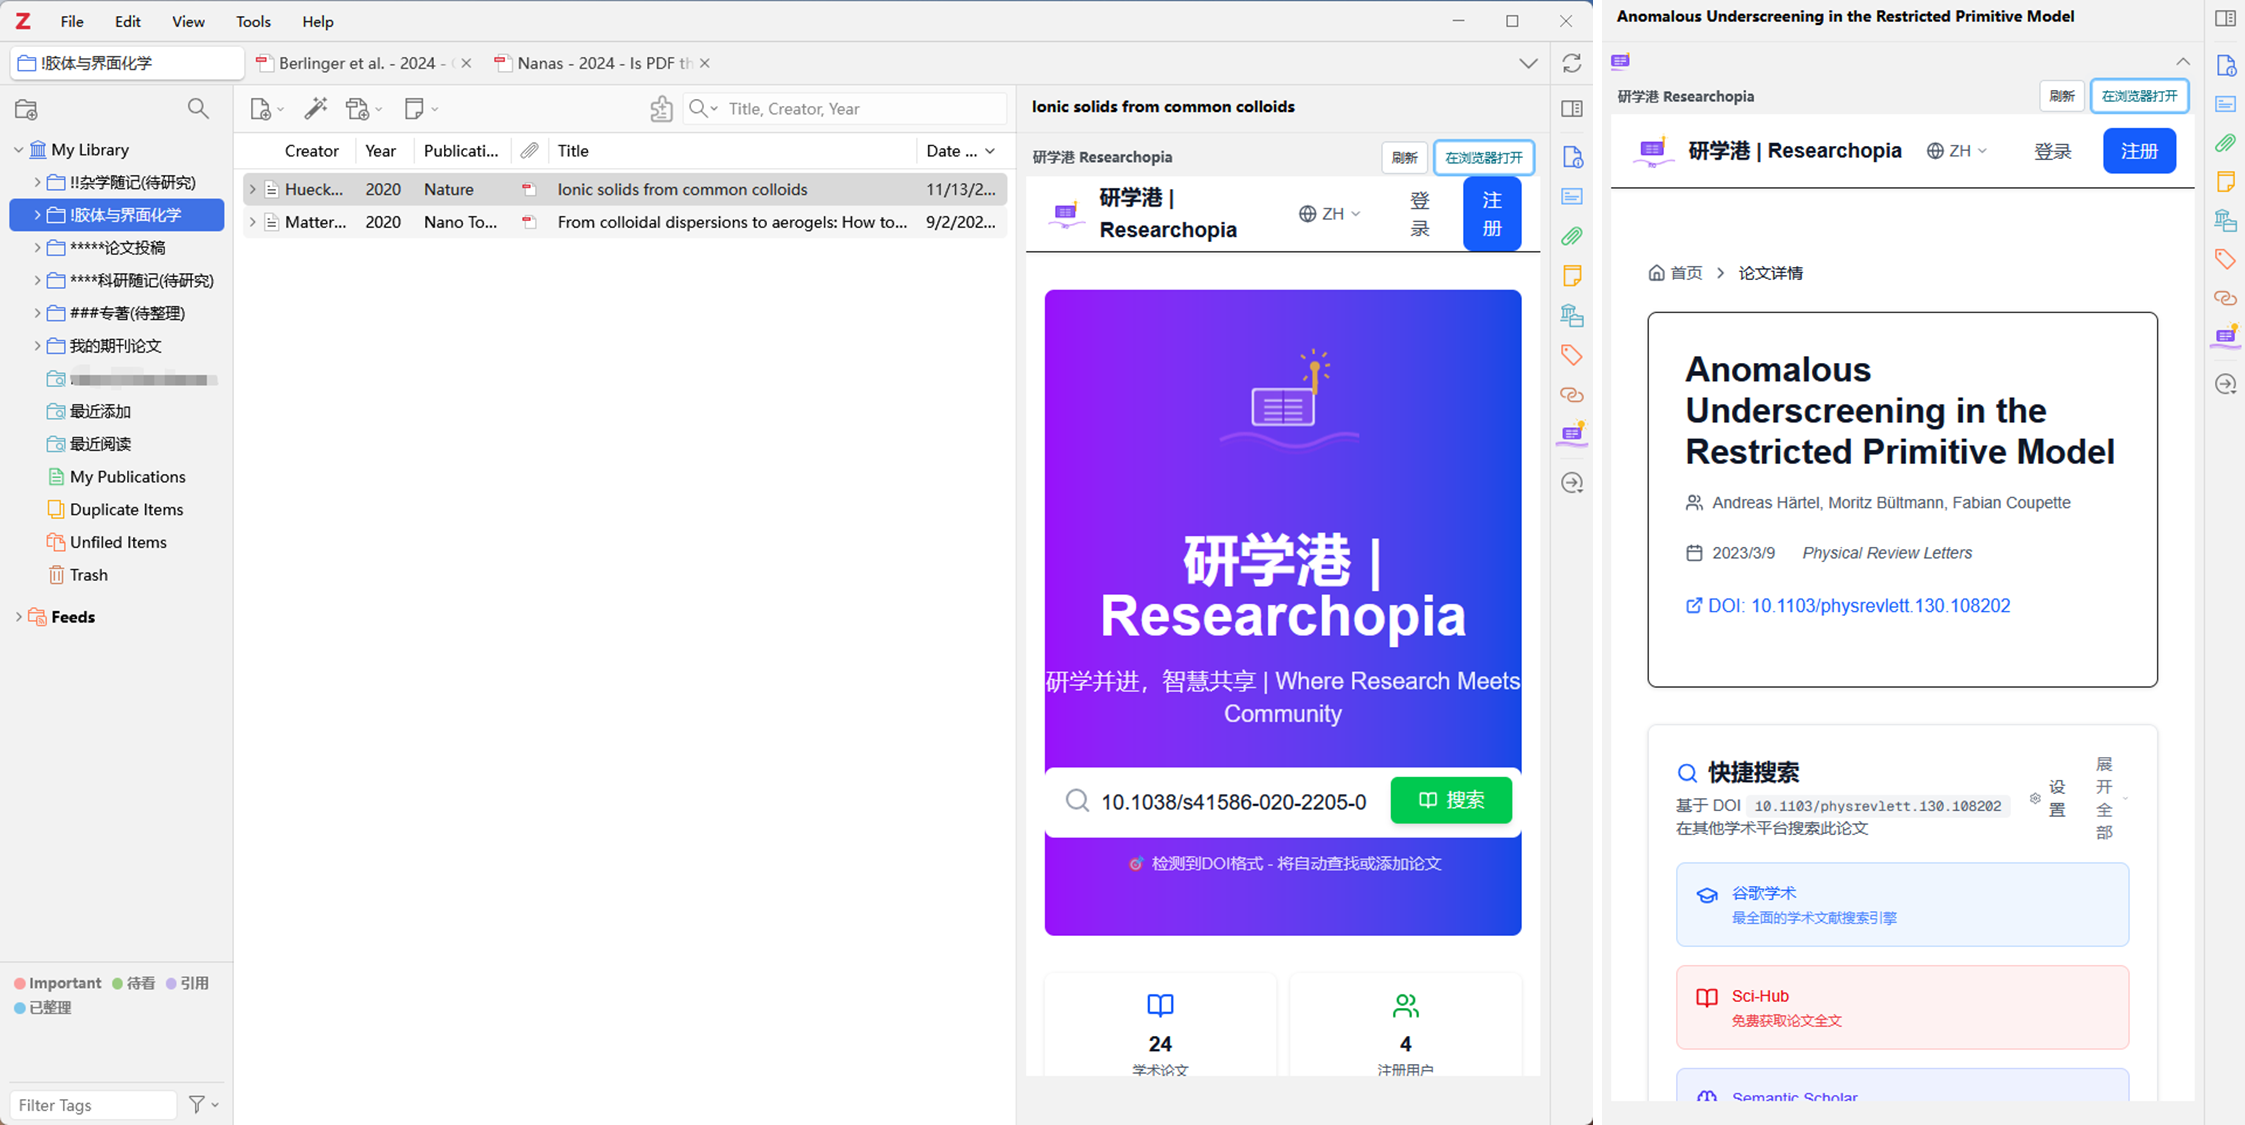 Z
File Edit View Tools Help
!胶体与界面化学
Berlinger et al. - 2024 -
Nanas - 2024 - Is PDF th
My Library
!!杂学随记(待研究)
!胶体与界面化学
*****论文投稿
****科研随记(待研究)
###专著(待整理)
我的期刊论文
最近添加
最近阅读
My Publications
Duplicate Items
Unfiled Items
Trash
Feeds
Important 待看 引用
已整理
Filter Tags
Title, Creator, Year
Creator Year Publicati... Title Date ...
Hueck... 2020 Nature Ionic solids from common colloids 11/13/2...
Matter... 2020 Nano To... From colloidal dispersions to aerogels: How to... 9/2/202...
Ionic solids from common colloids
研学港 Researchopia 刷新 在浏览器打开
研学港 |
Researchopia
ZH
登
录
注
册
研学港 |
Researchopia
研学并进，智慧共享 | Where Research Meets
Community
10.1038/s41586-020-2205-0 搜索
检测到DOI格式 - 将自动查找或添加论文
24
学术论文
4
注册用户
Anomalous Underscreening in the Restricted Primitive Model
研学港 Researchopia 刷新 在浏览器打开
研学港 | Researchopia ZH 登录 注册
首页 > 论文详情
Anomalous
Underscreening in the
Restricted Primitive Model
Andreas Härtel, Moritz Bültmann, Fabian Coupette
2023/3/9 Physical Review Letters
DOI: 10.1103/physrevlett.130.108202
快捷搜索
基于 DOI 10.1103/physrevlett.130.108202
在其他学术平台搜索此论文
设
置
展
开
全
部
谷歌学术
最全面的学术文献搜索引擎
Sci-Hub
免费获取论文全文
Semantic Scholar